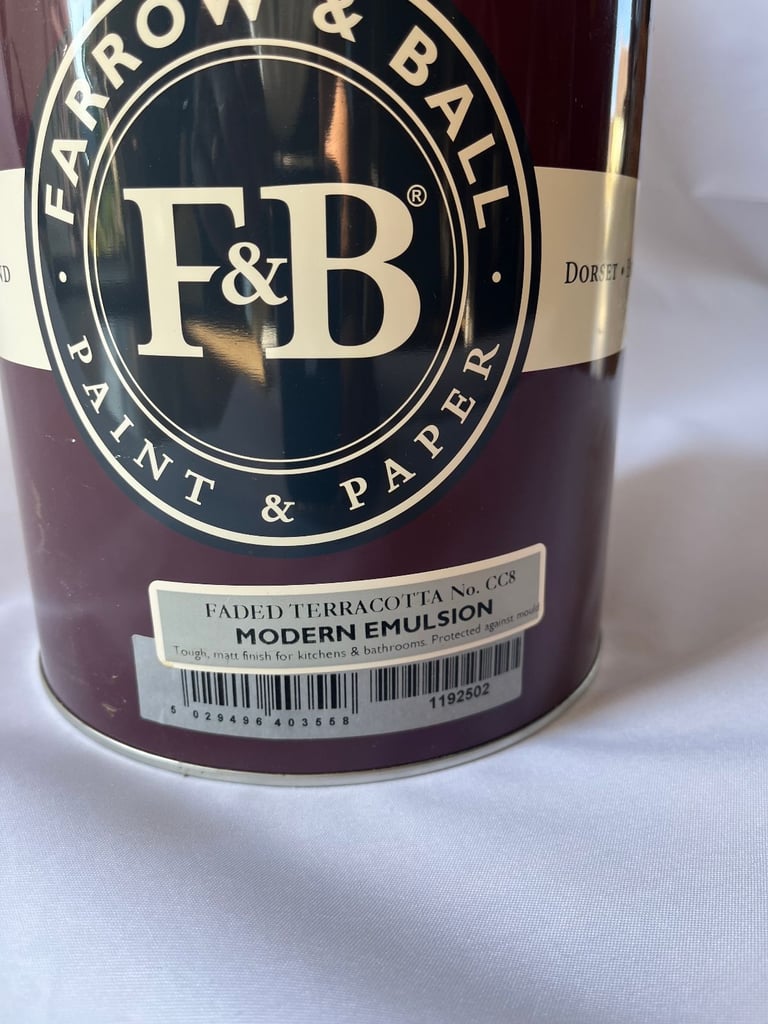 FARROW & BALL
F&B®
DORSET •
PAINT & PAPER
FADED TERRACOTTA No. CC8
MODERN EMULSION
Tough, matt finish for kitchens & bathrooms. Protected against mould
5 029496 403558
1192502